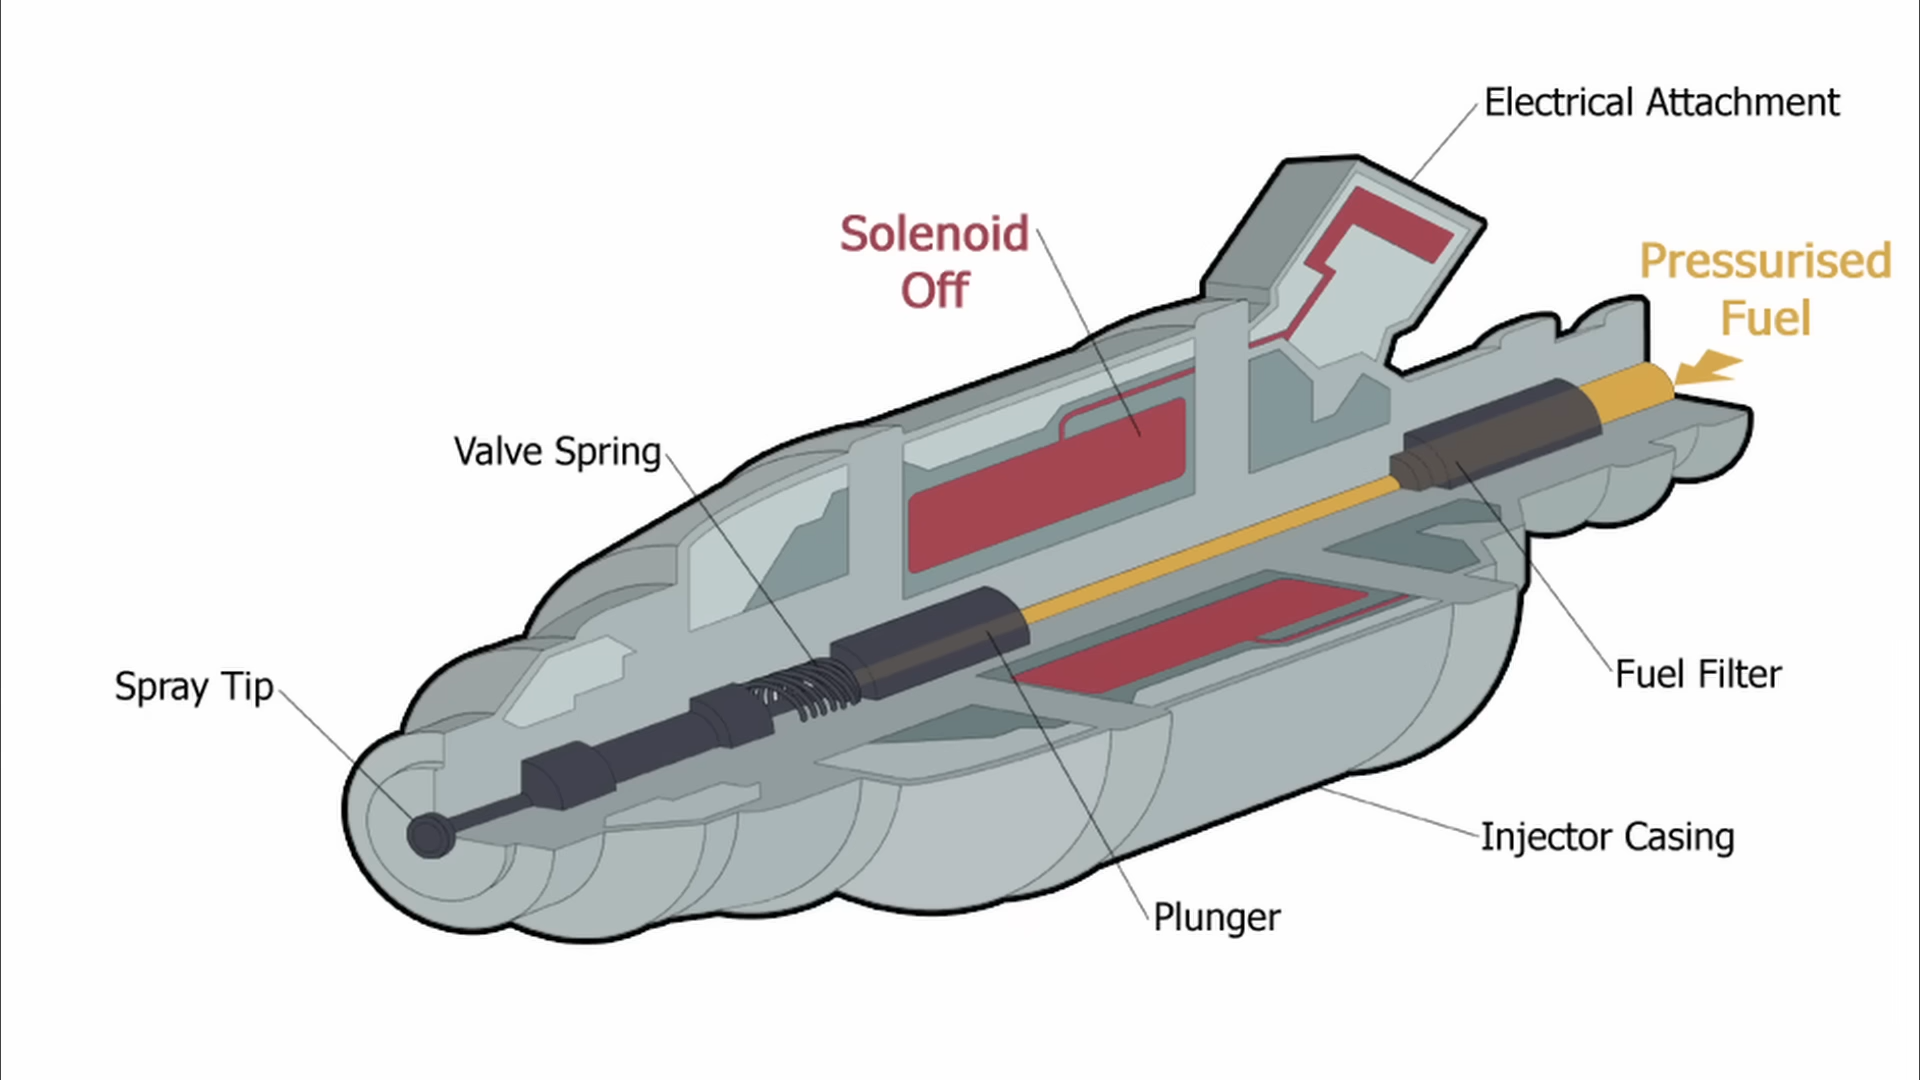 Electrical Attachment
Solenoid
Off
Pressurised
Fuel
Valve Spring
Spray Tip
Fuel Filter
Injector Casing
Plunger